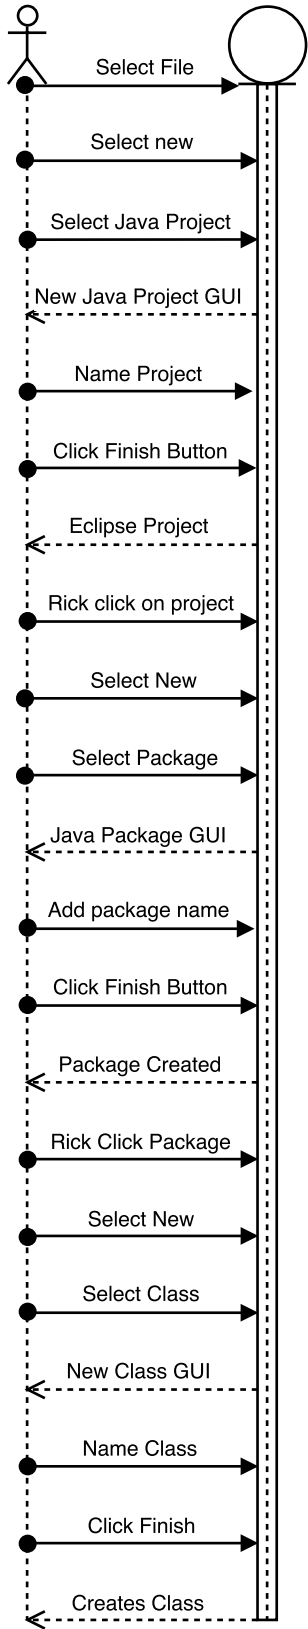 Select File
Select new
Select Java Project
New Java Project GUI
Name Project
Click Finish Button
Eclipse Project
Rick click on project
Select New
Select Package
Java Package GUI
Add package name
Click Finish Button
Package Created
Rick Click Package
Select New
Select Class
New Class GUI
Name Class
Click Finish
Creates Class